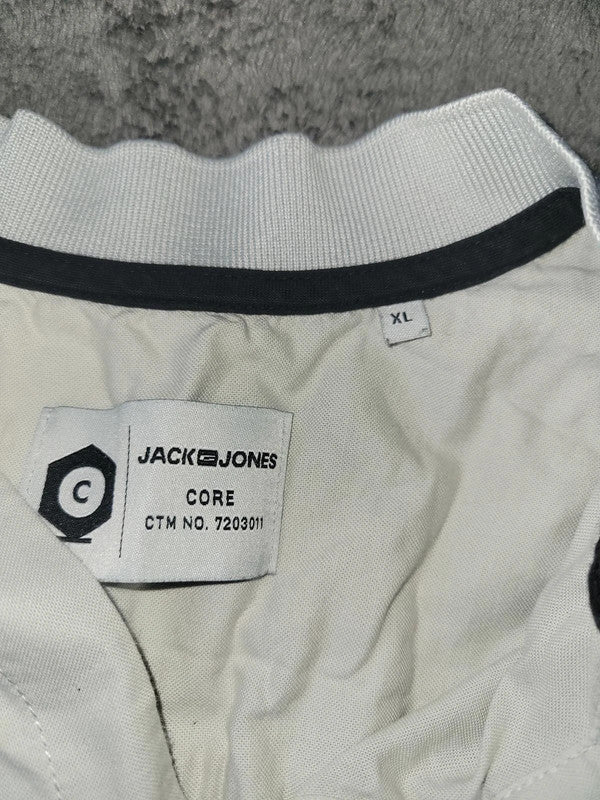 XL
JACK JONES
C
CORE
CTM NO. 7203011